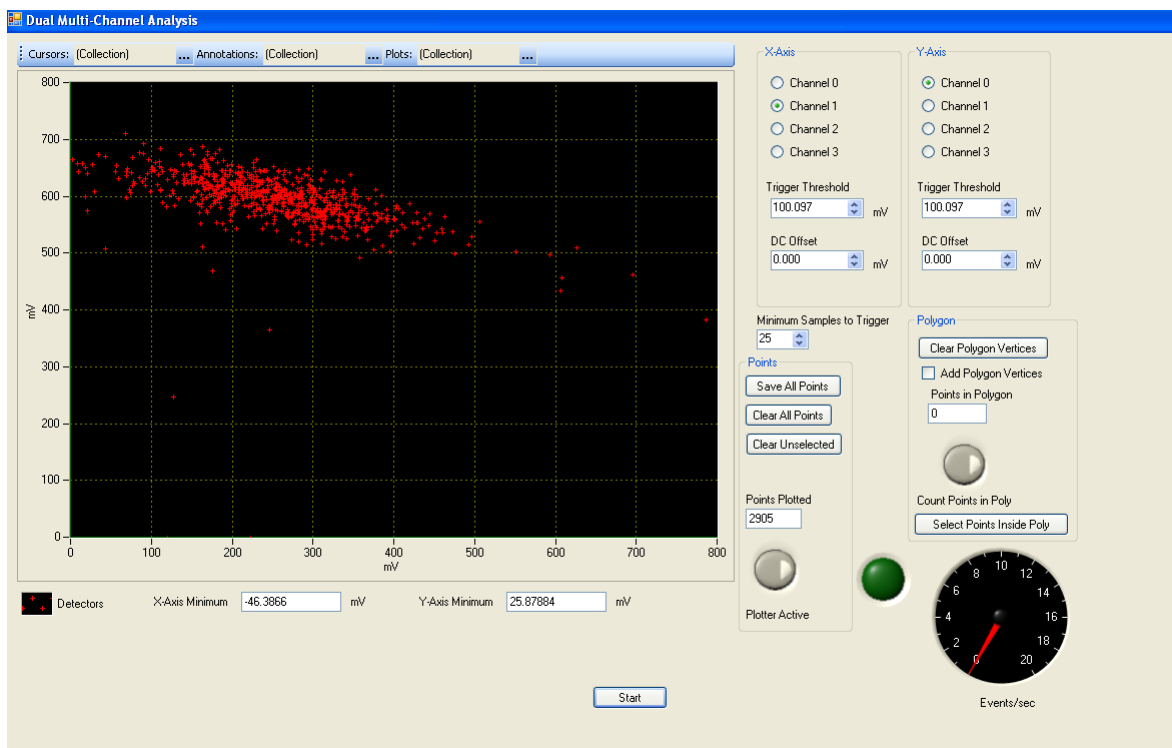 Dual Multi-Channel Analysis
Cursors: (Collection) ... Annotations: (Collection) ... Plots: (Collection) ...
800
700
600
500
400
300
200
100
0
mV
0 100 200 300 400 500 600 700 800
mV
Detectors
X-Axis Minimum -46.3866 mV
Y-Axis Minimum 25.87884 mV
Start
X-Axis
Channel 0
Channel 1
Channel 2
Channel 3
Trigger Threshold
100.097 mV
DC Offset
0.000 mV
Y-Axis
Channel 0
Channel 1
Channel 2
Channel 3
Trigger Threshold
100.097 mV
DC Offset
0.000 mV
Minimum Samples to Trigger
25
Points
Save All Points
Clear All Points
Clear Unselected
Points Plotted
2905
Plotter Active
Polygon
Clear Polygon Vertices
Add Polygon Vertices
Points in Polygon
0
Count Points in Poly
Select Points Inside Poly
0 2 4 6 8 10 12 14 16 18 20
Events/sec